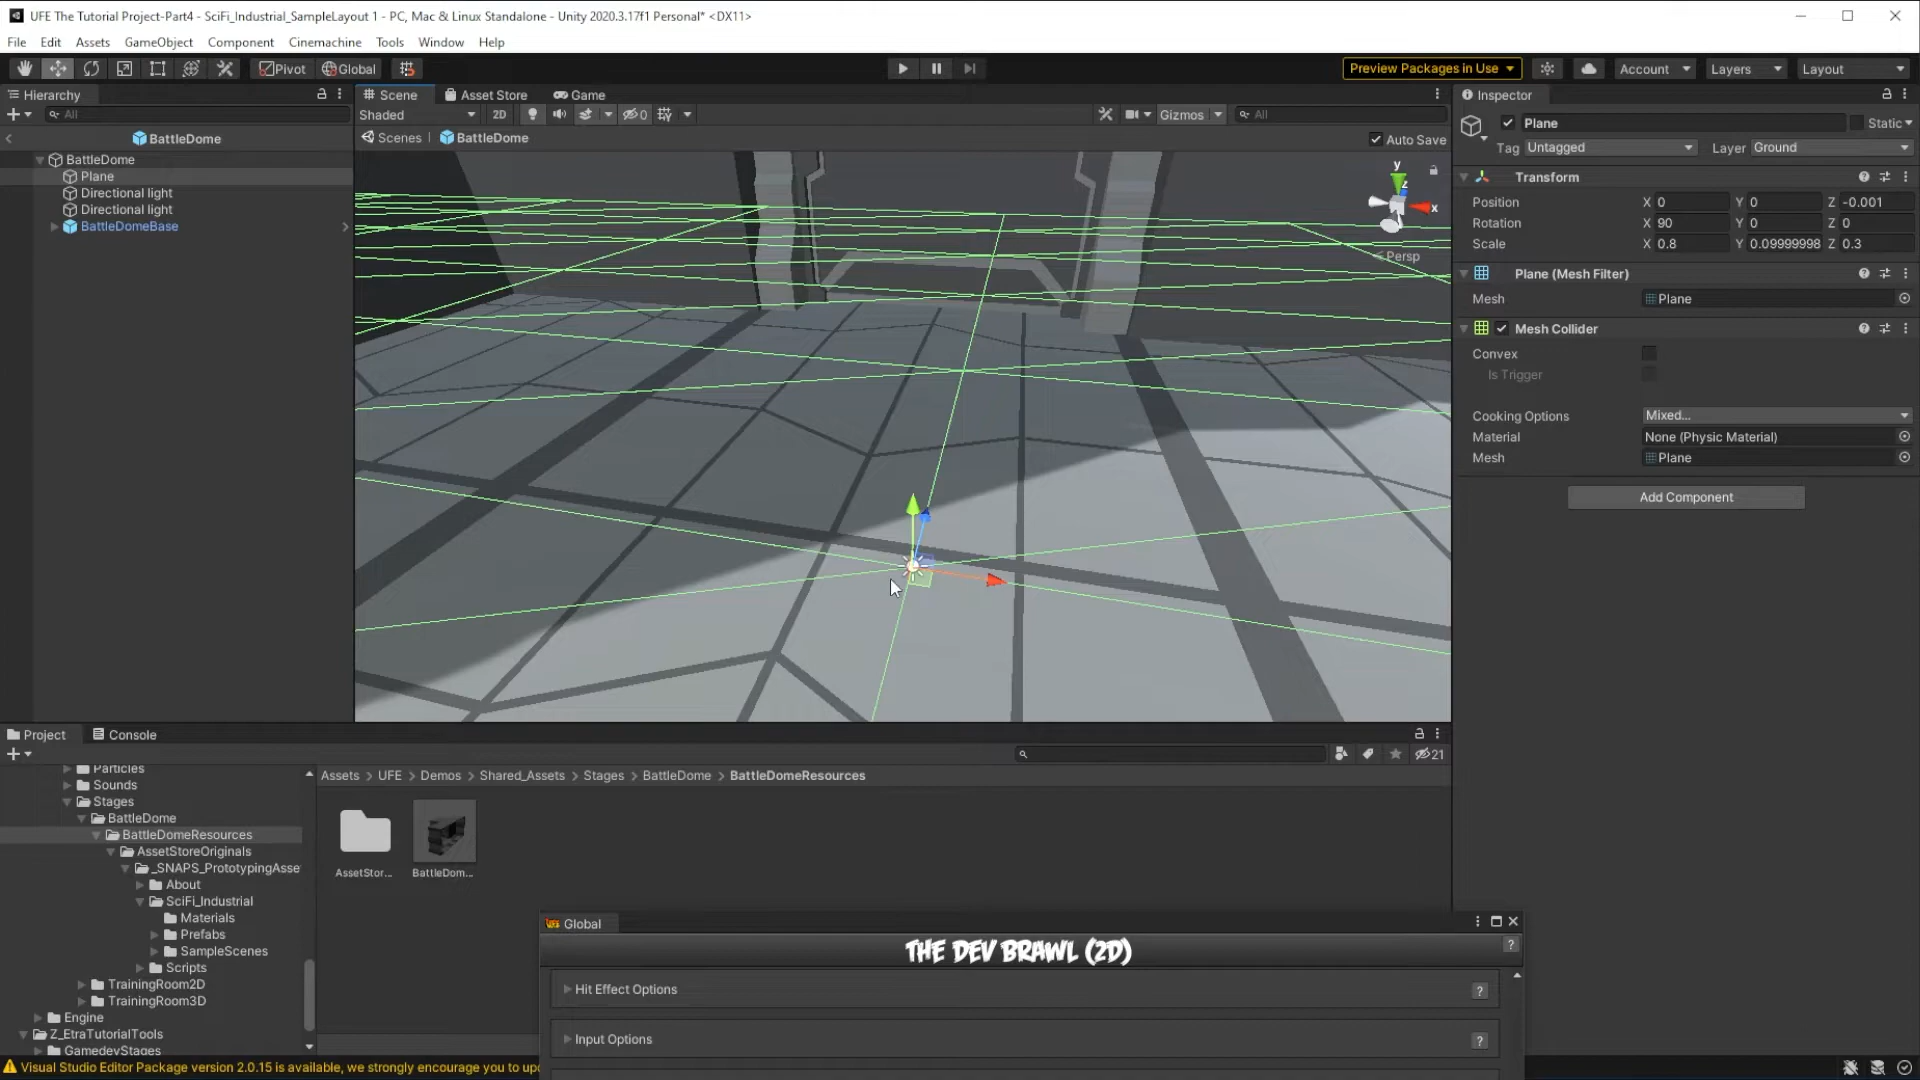 UFE The Tutorial Project-Part4 - SciFi_Industrial_SampleLayout 1 - PC, Mac & Linux Standalone - Unity 2020.3.17f1 Personal* <DX11>
File Edit Assets GameObject Component Cinemachine Tools Window Help
Pivot Global Preview Packages in Use Account Layers Layout
Hierarchy
All
BattleDome
BattleDome
Plane
Directional light
Directional light
BattleDomeBase
Scene Asset Store Game
Shaded 2D 0 Gizmos All
Scenes BattleDome Auto Save
y
z
x
Persp
Inspector
Plane Static
Tag Untagged Layer Ground
Transform
Position X 0 Y 0 Z -0.001
Rotation X 90 Y 0 Z 0
Scale X 0.8 Y 0.09999998 Z 0.3
Plane (Mesh Filter)
Mesh Plane
Mesh Collider
Convex
Is Trigger
Cooking Options Mixed...
Material None (Physic Material)
Mesh Plane
Add Component
Project Console
21
Particles
Sounds
Stages
BattleDome
BattleDomeResources
AssetStoreOriginals
_SNAPS_PrototypingAsse
About
SciFi_Industrial
Materials
Prefabs
SampleScenes
Scripts
TrainingRoom2D
TrainingRoom3D
Engine
Z_EtraTutorialTools
GamedevStages
Assets > UFE > Demos > Shared_Assets > Stages > BattleDome > BattleDomeResources
AssetStor... BattleDom...
Global
THE DEV BRAWL (2D) ?
Hit Effect Options ?
Input Options ?
Visual Studio Editor Package version 2.0.15 is available, we strongly encourage you to up